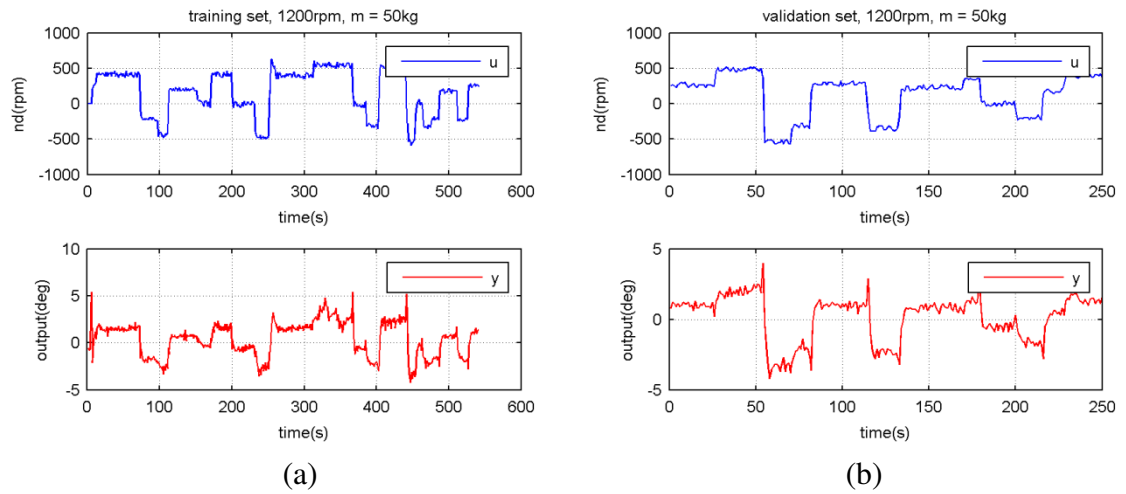 training set, 1200rpm, m = 50kg
1000
500
0
-500
-1000
nd(rpm)
u
0 100 200 300 400 500 600
time(s)
10
5
0
-5
output(deg)
y
0 100 200 300 400 500 600
time(s)
(a)
validation set, 1200rpm, m = 50kg
1000
500
0
-500
-1000
nd(rpm)
u
0 50 100 150 200 250
time(s)
5
0
-5
output(deg)
y
0 50 100 150 200 250
time(s)
(b)